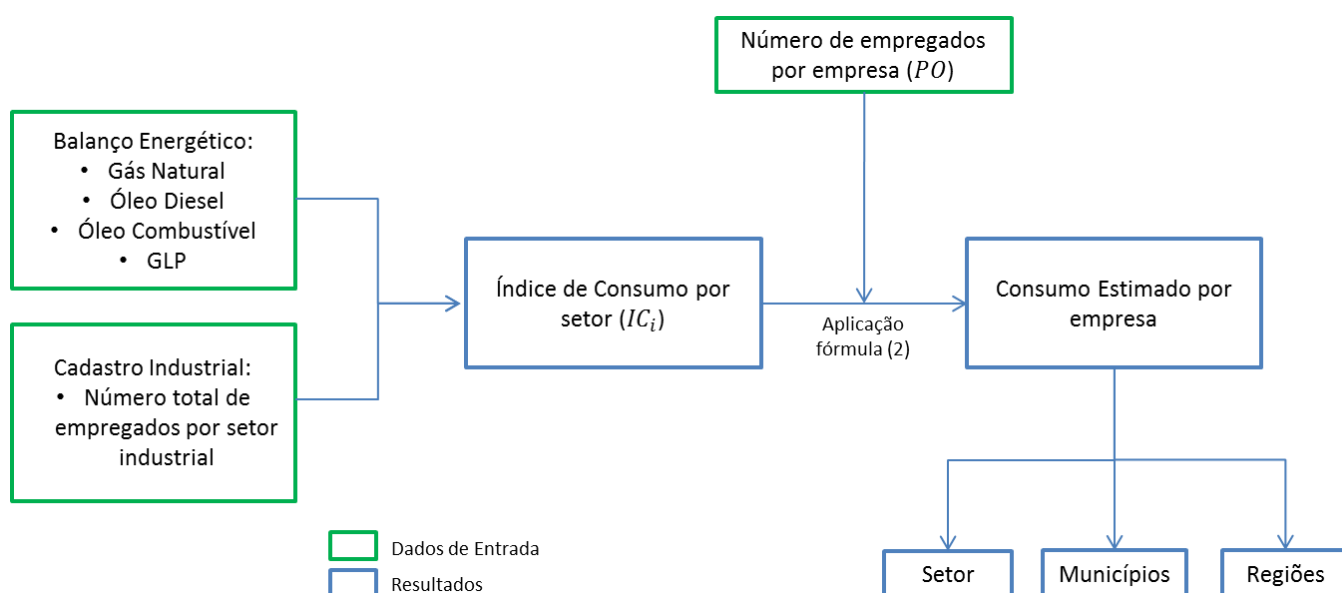 Número de empregados
por empresa (PO)
Balanço Energético:
• Gás Natural
• Óleo Diesel
• Óleo Combustível
• GLP
Cadastro Industrial:
• Número total de
empregados por setor
industrial
Índice de Consumo por
setor (ICᵢ)
Aplicação
fórmula (2)
Consumo Estimado por
empresa
Setor
Municípios
Regiões
Dados de Entrada
Resultados